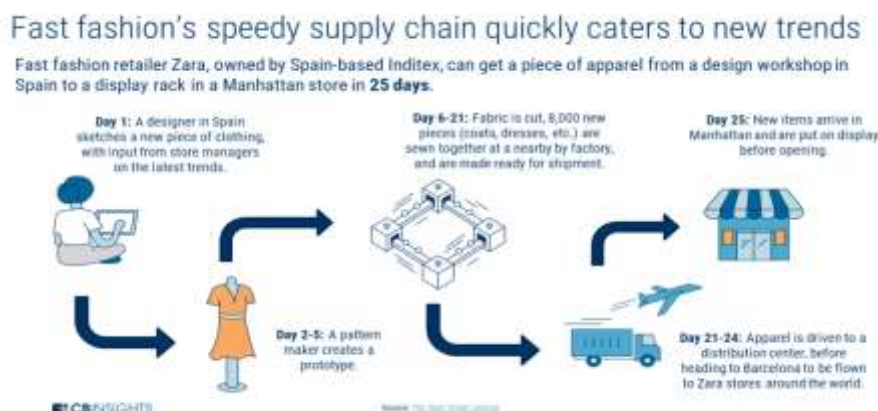 Fast fashion's speedy supply chain quickly caters to new trends
Fast fashion retailer Zara, owned by Spain-based Inditex, can get a piece of apparel from a design workshop in
Spain to a display rack in a Manhattan store in 25 days.
Day 1: A designer in Spain
sketches a new piece of clothing,
with input from store managers
on the latest trends.
Day 2-5: A pattern
maker creates a
prototype.
Day 6-21: Fabric is cut, 8,000 new
pieces (coats, dresses, etc.) are
sewn together at a nearby by factory,
and are made ready for shipment.
Day 21-24: Apparel is driven to a
distribution center, before
heading to Barcelona to be flown
to Zara stores around the world.
Day 25: New items arrive in
Manhattan and are put on display
before opening.
CBINSIGHTS
Source: